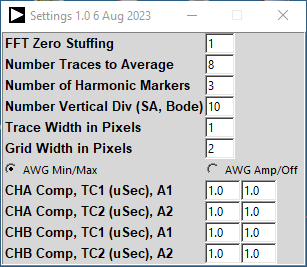 Settings 1.0 6 Aug 2023
FFT Zero Stuffing 1
Number Traces to Average 8
Number of Harmonic Markers 3
Number Vertical Div (SA, Bode) 10
Trace Width in Pixels 1
Grid Width in Pixels 2
AWG Min/Max AWG Amp/Off
CHA Comp, TC1 (uSec), A1 1.0 1.0
CHA Comp, TC2 (uSec), A2 1.0 1.0
CHB Comp, TC1 (uSec), A1 1.0 1.0
CHB Comp, TC2 (uSec), A2 1.0 1.0